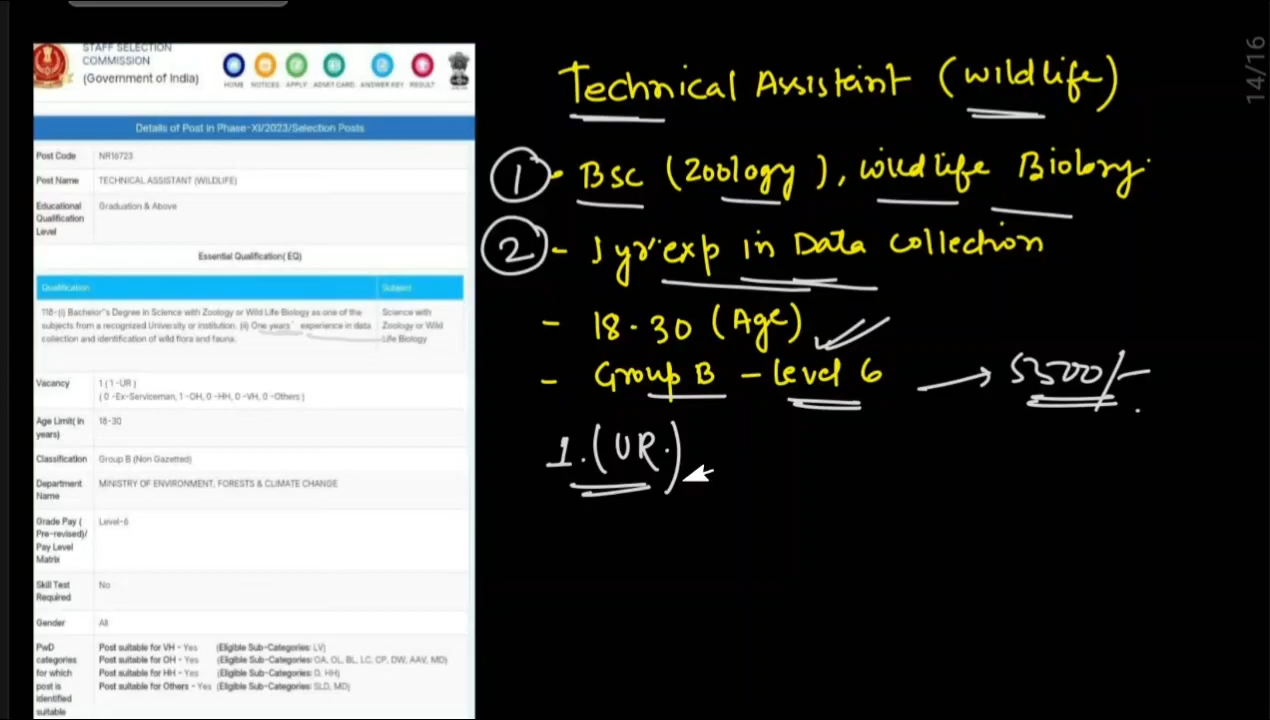 STAFF SELECTION
COMMISSION
(Government of India)
HOME NOTICES APPLY ADMIT CARD ANSWER KEY RESULT
Details of Post in Phase-XI/2023/Selection Posts
Post Code NR16723
Post Name TECHNICAL ASSISTANT (WILDLIFE)
Educational Graduation & Above
Qualification
Level
Essential Qualification( EQ)
Qualification Subject
118-(i) Bachelor's Degree in Science with Zoology or Wild Life Biology as one of the Science with
subjects from a recognized University or institution. (ii) One years' experience in data Zoology or Wild
collection and identification of wild flora and fauna. Life Biology
Vacancy 1 ( 1 -UR )
( 0 -Ex-Serviceman, 1 -OH, 0 -HH, 0 -VH, 0 -Others )
Age Limit( In 18-30
years)
Classification Group B (Non Gazetted)
Department MINISTRY OF ENVIRONMENT, FORESTS & CLIMATE CHANGE
Name
Grade Pay ( Level-6
Pre-revised)/
Pay Level
Matrix
Skill Test No
Required
Gender All
PwD Post suitable for VH - Yes (Eligible Sub-Categories: LV)
categories Post suitable for OH - Yes (Eligible Sub-Categories: OA, OL, BL, LC, CP, DW, AAV, MD)
for which Post suitable for HH - Yes (Eligible Sub-Categories: D, HH)
post is Post suitable for Others - Yes (Eligible Sub-Categories: SLD, MD)
identified
suitable
Technical Assistant (wildlife)
1 • BSC (Zoology), wildlife Biology
2 - 1 yr exp in Data collection
- 18-30 (Age)
- Group B - level 6 → 53500/-
1. (UR.)
14/16